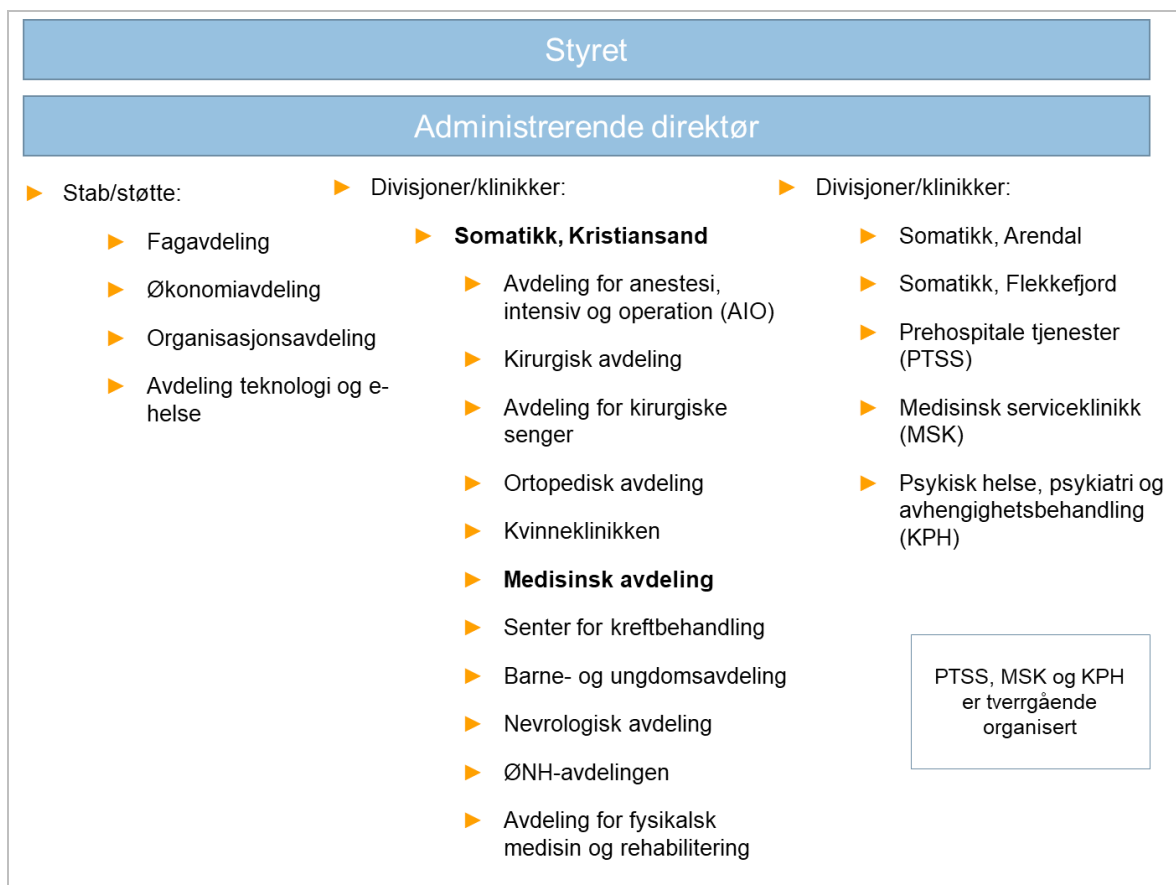 Styret
Administrerende direktør
Stab/støtte:
Fagavdeling
Økonomiavdeling
Organisasjonsavdeling
Avdeling teknologi og e-
helse
Divisjoner/klinikker:
Somatikk, Kristiansand
Avdeling for anestesi,
intensiv og operation (AIO)
Kirurgisk avdeling
Avdeling for kirurgiske
senger
Ortopedisk avdeling
Kvinneklinikken
Medisinsk avdeling
Senter for kreftbehandling
Barne- og ungdomsavdeling
Nevrologisk avdeling
ØNH-avdelingen
Avdeling for fysikalsk
medisin og rehabilitering
Divisjoner/klinikker:
Somatikk, Arendal
Somatikk, Flekkefjord
Prehospitale tjenester
(PTSS)
Medisinsk serviceklinikk
(MSK)
Psykisk helse, psykiatri og
avhengighetsbehandling
(KPH)
PTSS, MSK og KPH
er tverrgående
organisert